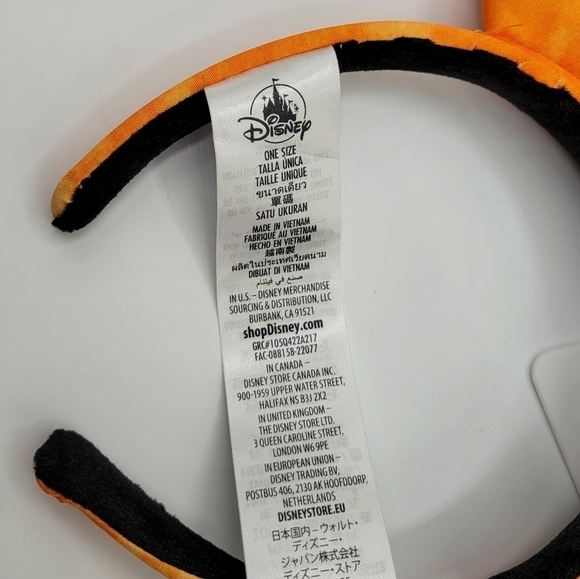 Disney
ONE SIZE
TALLA ÚNICA
TAILLE UNIQUE
ขนาดเดียว
單碼
SATU UKURAN
MADE IN VIETNAM
FABRIQUÉ AU VIETNAM
HECHO EN VIETNAM
越南製
ผลิตในประเทศเวียดนาม
DIBUAT DI VIETNAM
صنع في فيتنام
IN U.S. – DISNEY MERCHANDISE
SOURCING & DISTRIBUTION, LLC
BURBANK, CA 91521
shopDisney.com
GRC#105Q422A217
FAC-088158-22077
IN CANADA –
DISNEY STORE CANADA INC.
900-1959 UPPER WATER STREET,
HALIFAX NS B3J 2X2
IN UNITED KINGDOM –
THE DISNEY STORE LTD.
3 QUEEN CAROLINE STREET,
LONDON W6 9PE
IN EUROPEAN UNION –
DISNEY TRADING BV,
POSTBUS 406, 2130 AK HOOFDDORP,
NETHERLANDS
DISNEYSTORE.EU
日本国内–ウォルト・
ディズニー・
ジャパン株式会社
ディズニー・ストア